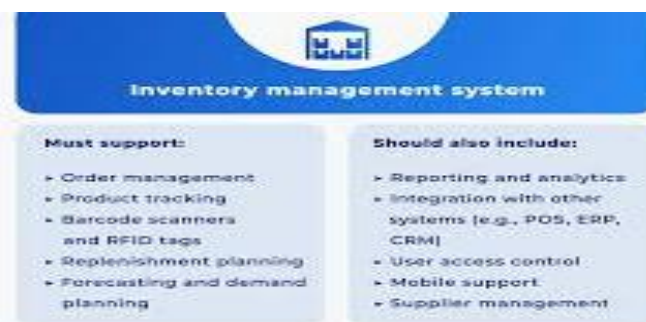 Inventory management system
Must support:
- Order management
- Product tracking
- Barcode scanners
and RFID tags
- Replenishment planning
- Forecasting and demand
planning
Should also include:
- Reporting and analytics
- Integration with other
systems (e.g., POS, ERP,
CRM)
- User access control
- Mobile support
- Supplier management